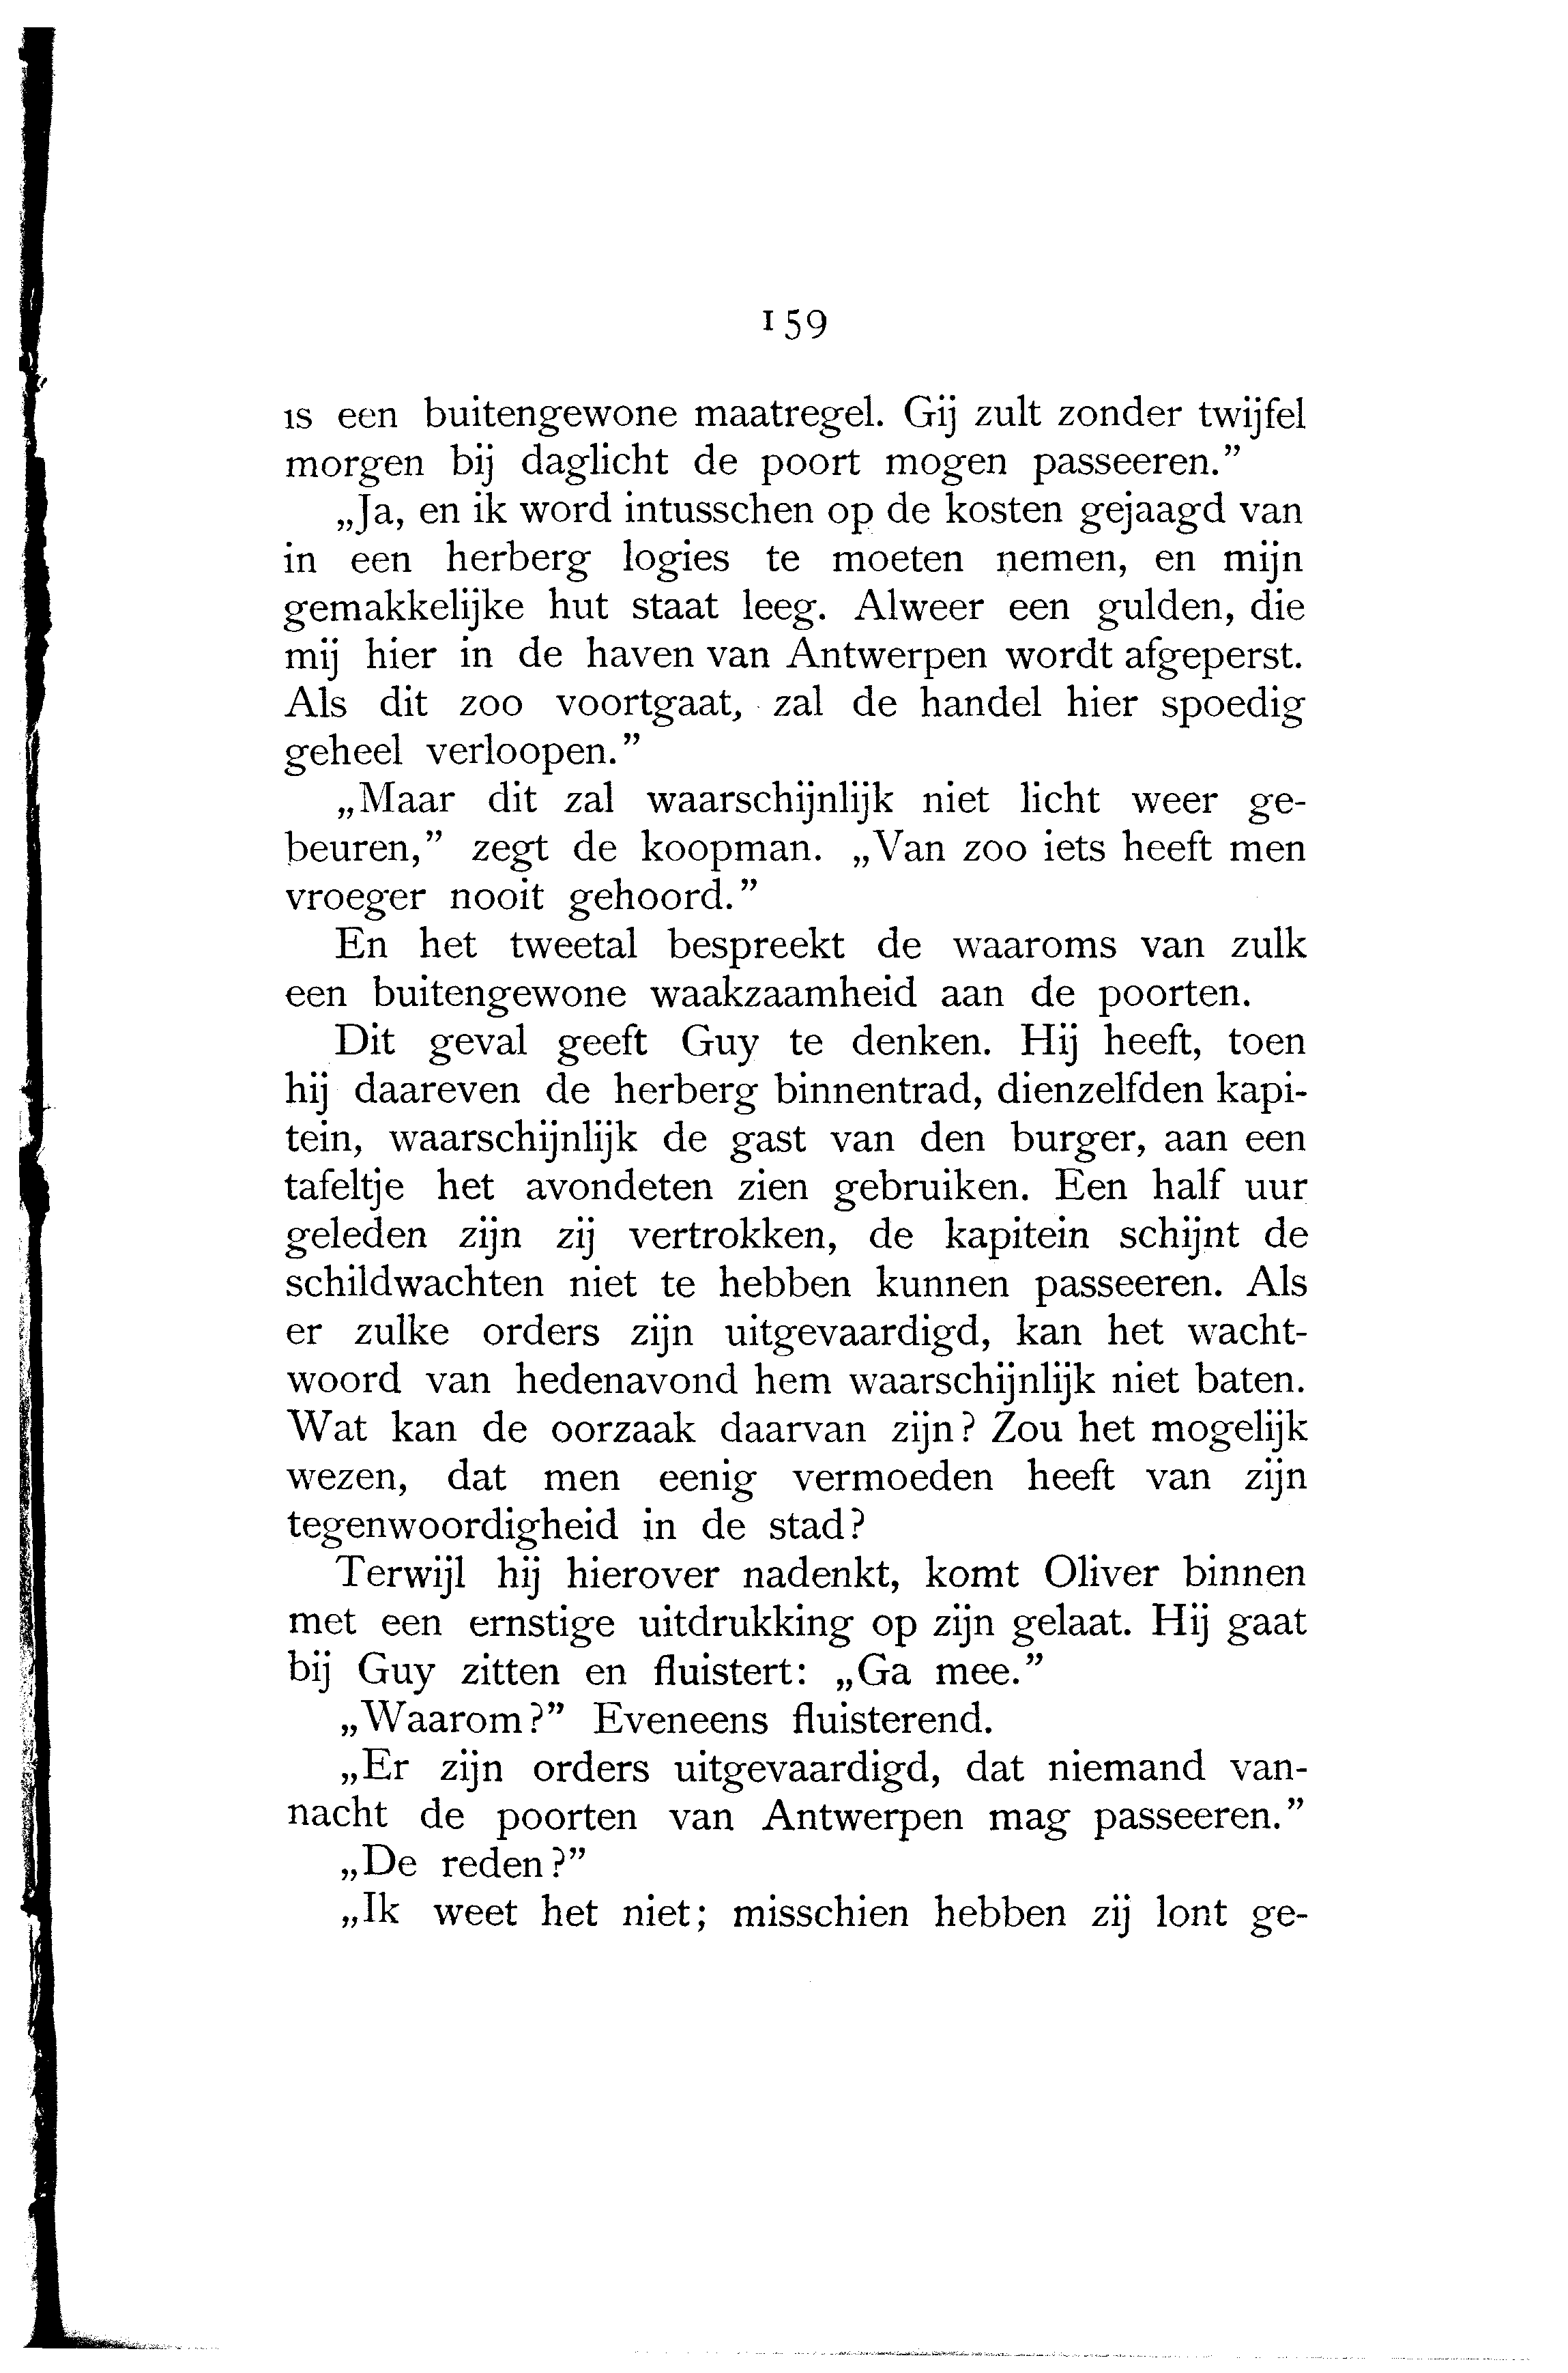 159
is een buitengewone maatregel. Gij zult zonder twijfel
morgen bij daglicht de poort mogen passeeren.”
„Ja, en ik word intusschen op de kosten gejaagd van
in een herberg logies te moeten nemen, en mijn
gemakkelijke hut staat leeg. Alweer een gulden, die
mij hier in de haven van Antwerpen wordt afgeperst.
Als dit zoo voortgaat, zal de handel hier spoedig
geheel verloopen.”
„Maar dit zal waarschijnlijk niet licht weer ge-
beuren,” zegt de koopman. „Van zoo iets heeft men
vroeger nooit gehoord.”
En het tweetal bespreekt de waaroms van zulk
een buitengewone waakzaamheid aan de poorten.
Dit geval geeft Guy te denken. Hij heeft, toen
hij daareven de herberg binnentrad, dienzelfden kapi-
tein, waarschijnlijk de gast van den burger, aan een
tafeltje het avondeten zien gebruiken. Een half uur
geleden zijn zij vertrokken, de kapitein schijnt de
schildwachten niet te hebben kunnen passeeren. Als
er zulke orders zijn uitgevaardigd, kan het wacht-
woord van hedenavond hem waarschijnlijk niet baten.
Wat kan de oorzaak daarvan zijn? Zou het mogelijk
wezen, dat men eenig vermoeden heeft van zijn
tegenwoordigheid in de stad?
Terwijl hij hierover nadenkt, komt Oliver binnen
met een ernstige uitdrukking op zijn gelaat. Hij gaat
bij Guy zitten en fluistert: „Ga mee.”
„Waarom?” Eveneens fluisterend.
„Er zijn orders uitgevaardigd, dat niemand van-
nacht de poorten van Antwerpen mag passeeren.”
„De reden?”
„Ik weet het niet; misschien hebben zij lont ge-